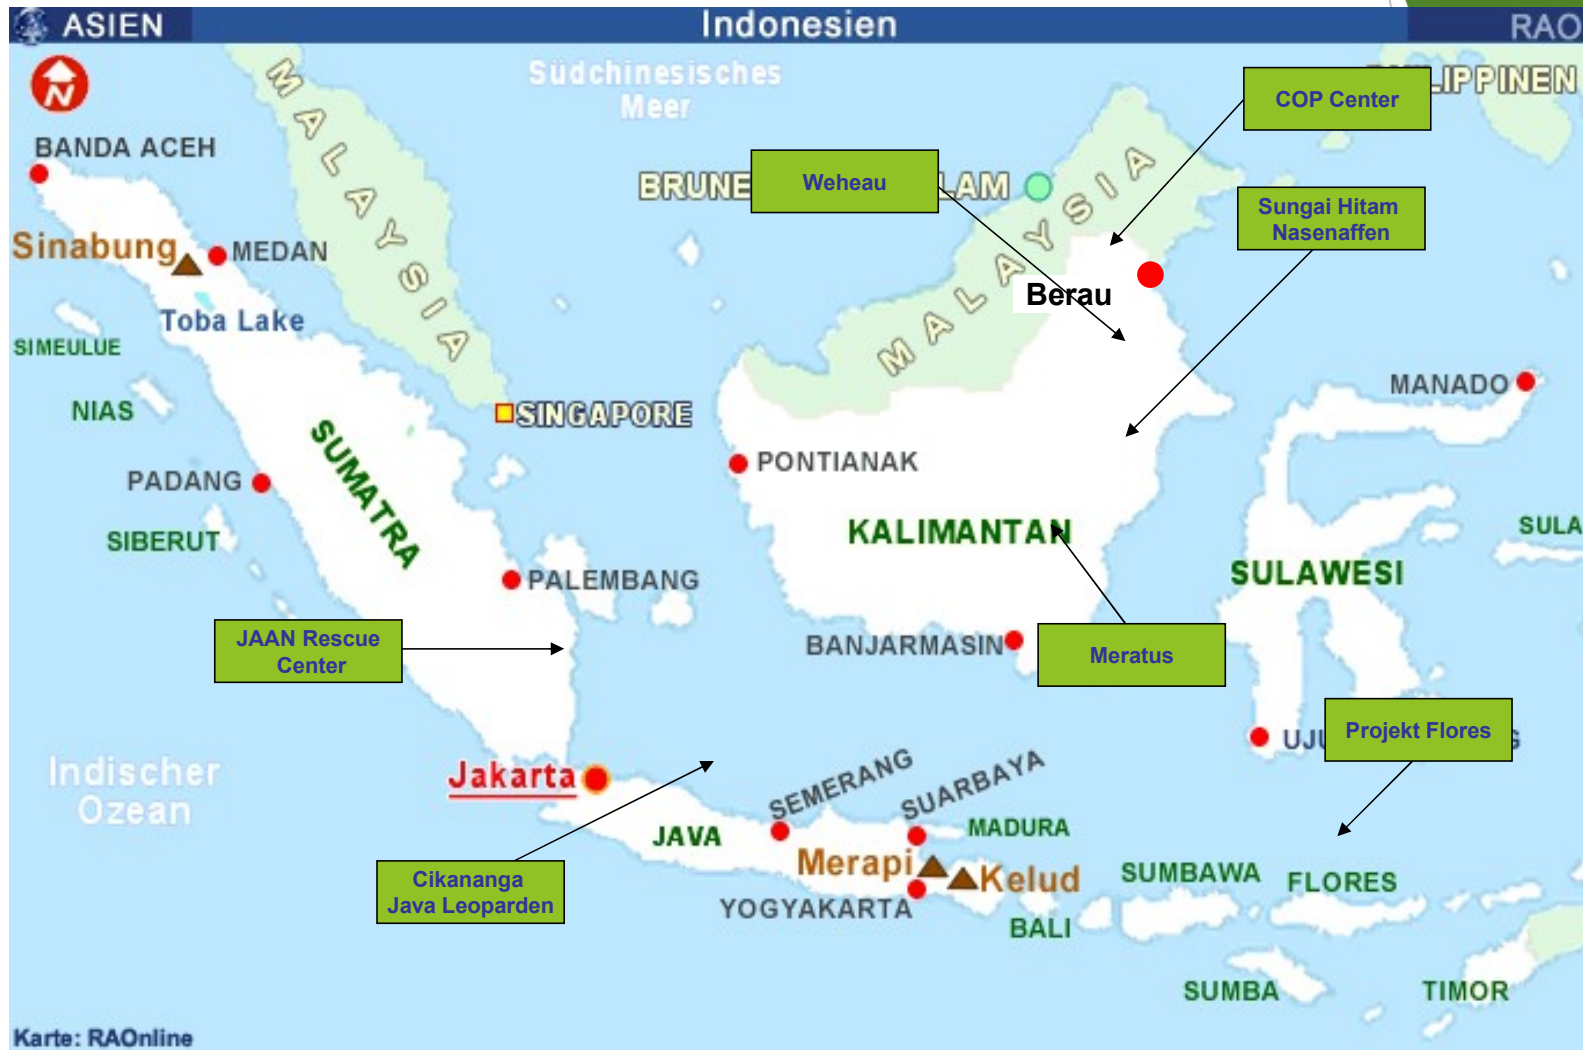 ASIEN
Indonesien
RAO
Südchinesisches
Meer
LIPPINEN
COP Center
MALAYSIA
BANDA ACEH
BRUNE
LAM
Weheau
MALAYSIA
Sungai Hitam
Nasenaffen
Sinabung
MEDAN
Berau
Toba Lake
SIMEULUE
MANADO
NIAS
SINGAPORE
SUMATRA
PONTIANAK
PADANG
KALIMANTAN
SIBERUT
SULA
SULAWESI
PALEMBANG
JAAN Rescue
Center
BANJARMASIN
Meratus
Projekt Flores
UJU
G
Indischer
Ozean
Jakarta
SEMERANG
SUARBAYA
JAVA
MADURA
Merapi
Kelud
SUMBAWA
FLORES
Cikananga
Java Leoparden
YOGYAKARTA
BALI
SUMBA
TIMOR
Karte: RAOnline